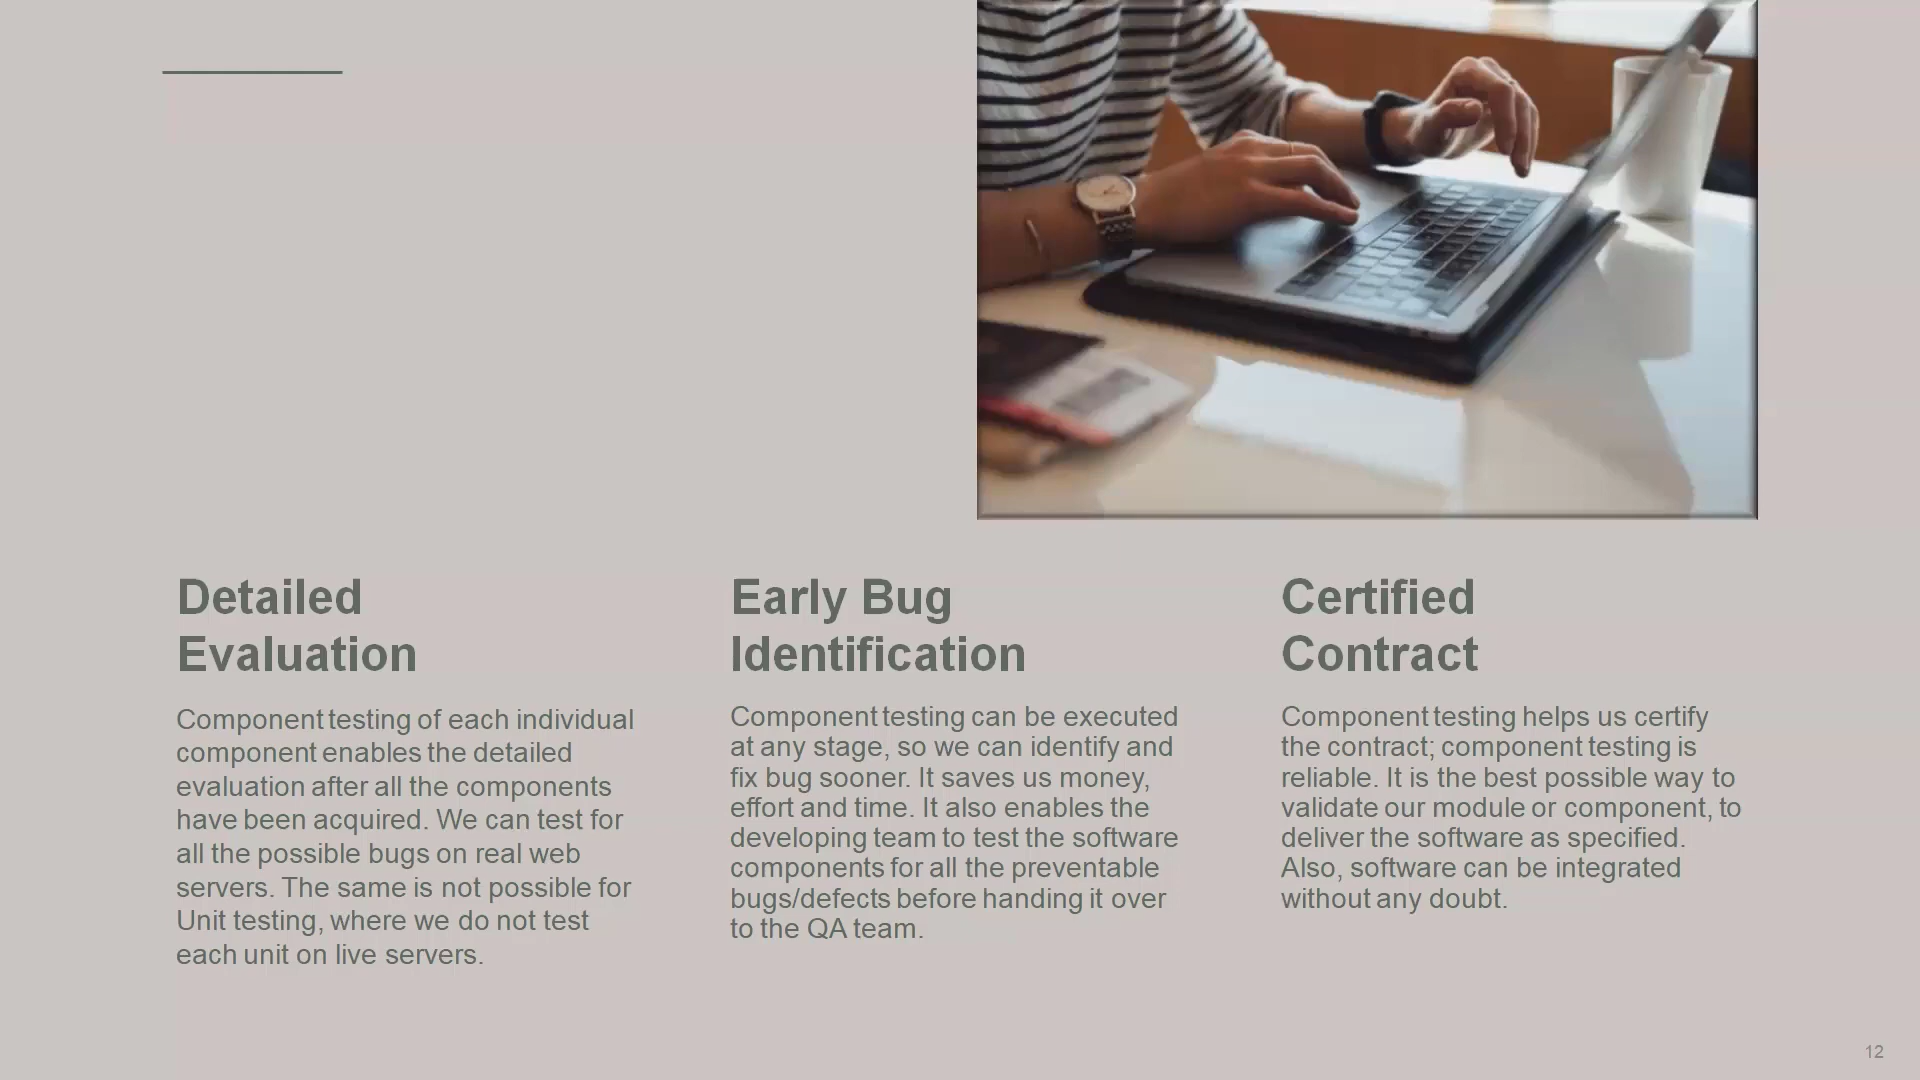 Detailed
Evaluation
Component testing of each individual
component enables the detailed
evaluation after all the components
have been acquired. We can test for
all the possible bugs on real web
servers. The same is not possible for
Unit testing, where we do not test
each unit on live servers.
Early Bug
Identification
Component testing can be executed
at any stage, so we can identify and
fix bug sooner. It saves us money,
effort and time. It also enables the
developing team to test the software
components for all the preventable
bugs/defects before handing it over
to the QA team.
Certified
Contract
Component testing helps us certify
the contract; component testing is
reliable. It is the best possible way to
validate our module or component, to
deliver the software as specified.
Also, software can be integrated
without any doubt.
12